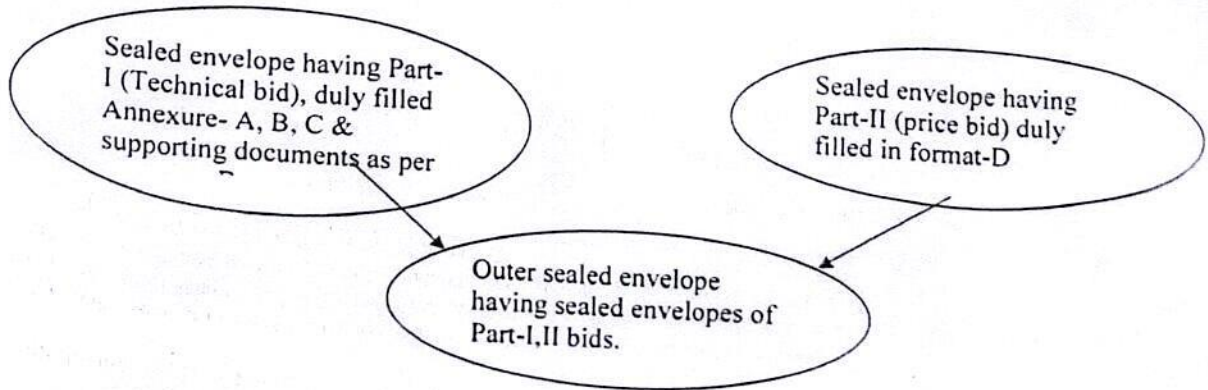 Sealed envelope having Part-
I (Technical bid), duly filled
Annexure- A, B, C &
supporting documents as per
Sealed envelope having
Part-II (price bid) duly
filled in format-D
Outer sealed envelope
having sealed envelopes of
Part-I,II bids.